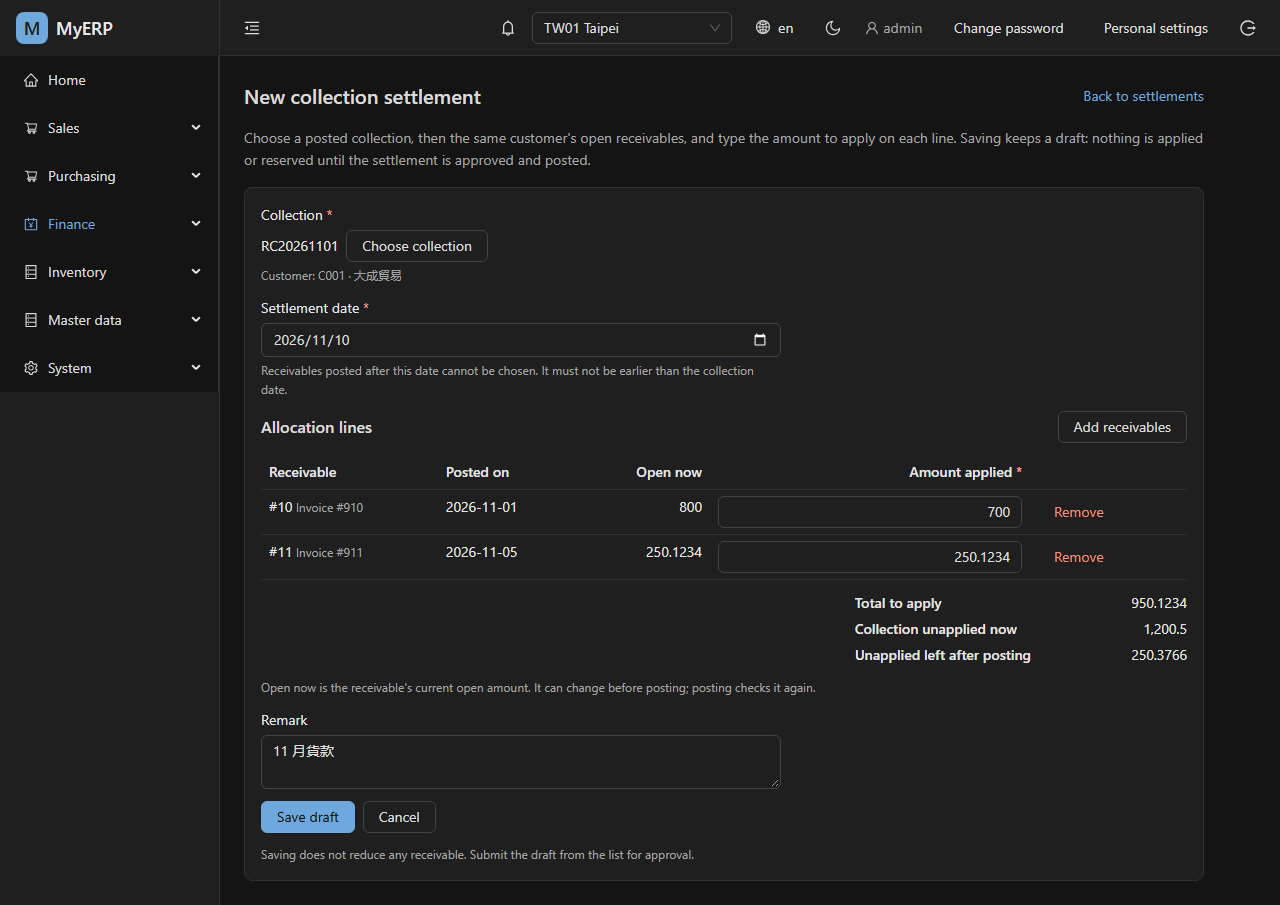 M MyERP
TW01 Taipei
en
admin
Change password
Personal settings
Home
Sales
Purchasing
Finance
Inventory
Master data
System
New collection settlement
Back to settlements
Choose a posted collection, then the same customer's open receivables, and type the amount to apply on each line. Saving keeps a draft: nothing is applied
or reserved until the settlement is approved and posted.
Collection *
RC20261101 Choose collection
Customer: C001 · 大成貿易
Settlement date *
2026/11/10
Receivables posted after this date cannot be chosen. It must not be earlier than the collection
date.
Allocation lines
Add receivables
Receivable Posted on Open now Amount applied *
#10 Invoice #910 2026-11-01 800 700 Remove
#11 Invoice #911 2026-11-05 250.1234 250.1234 Remove
Total to apply 950.1234
Collection unapplied now 1,200.5
Unapplied left after posting 250.3766
Open now is the receivable's current open amount. It can change before posting; posting checks it again.
Remark
11 月貨款
Save draft Cancel
Saving does not reduce any receivable. Submit the draft from the list for approval.